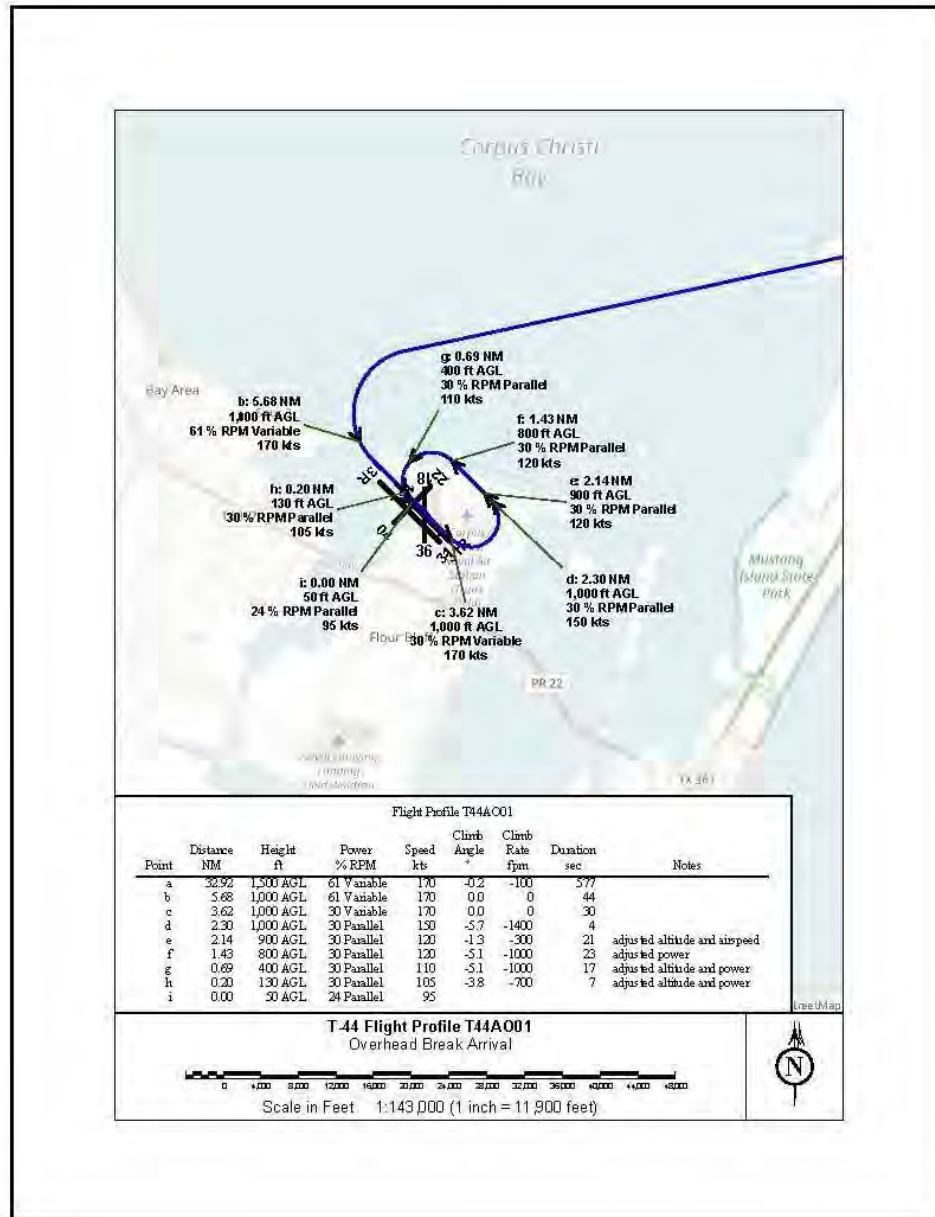 Corpus Christi
Bay
Bay Area
g: 0.69 NM
400 ft AGL
30 % RPM Parallel
110 kts
b: 5.68 NM
1,000 ft AGL
61 % RPM Variable
170 kts
f: 1.43 NM
800 ft AGL
30 % RPM Parallel
120 kts
13R
22
18
h: 0.20 NM
130 ft AGL
30 % RPM Parallel
105 kts
e: 2.14 NM
900 ft AGL
30 % RPM Parallel
120 kts
04
36
i: 0.00 NM
50 ft AGL
24 % RPM Parallel
95 kts
c: 3.62 NM
1,000 ft AGL
30 % RPM Variable
170 kts
d: 2.30 NM
1,000 ft AGL
30 % RPM Parallel
150 kts
Mustang
Island State
Park
Flour Bluff
PR 22
TX 361
Flight Profile T44AO01
Point Distance NM Height ft Power % RPM Speed kts Climb Angle ° Climb Rate fpm Duration sec Notes
a 32.92 1,500 AGL 61 Variable 170 -0.2 -100 577
b 5.68 1,000 AGL 61 Variable 170 0.0 0 44
c 3.62 1,000 AGL 30 Variable 170 0.0 0 30
d 2.30 1,000 AGL 30 Parallel 150 -5.7 -1400 4
e 2.14 900 AGL 30 Parallel 120 -1.3 -300 21 adjusted altitude and airspeed
f 1.43 800 AGL 30 Parallel 120 -5.1 -1000 23 adjusted power
g 0.69 400 AGL 30 Parallel 110 -5.1 -1000 17 adjusted altitude and power
h 0.20 130 AGL 30 Parallel 105 -3.8 -700 7 adjusted altitude and power
i 0.00 50 AGL 24 Parallel 95
treetMap
T-44 Flight Profile T44AO01
Overhead Break Arrival
N
0 4,000 8,000 12,000 16,000 20,000 24,000 28,000 32,000 36,000 40,000 44,000 48,000
Scale in Feet 1:143,000 (1 inch = 11,900 feet)